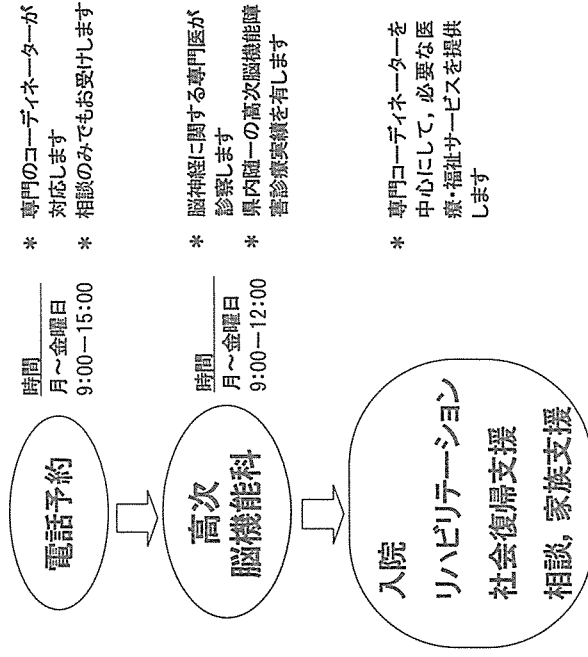 電話予約
時間
月～金曜日
9:00－15:00
* 専門のコーディネーターが
対応します
* 相談のみでもお受けします
高次
脳機能科
時間
月～金曜日
9:00－12:00
* 脳神経に関する専門医が
診察します
* 県内随一の高次脳機能障
害診療実績を有します
入院
リハビリテーション
社会復帰支援
相談，家族支援
* 専門コーディネーターを
中心にして，必要な医
療・福祉サービスを提供
します